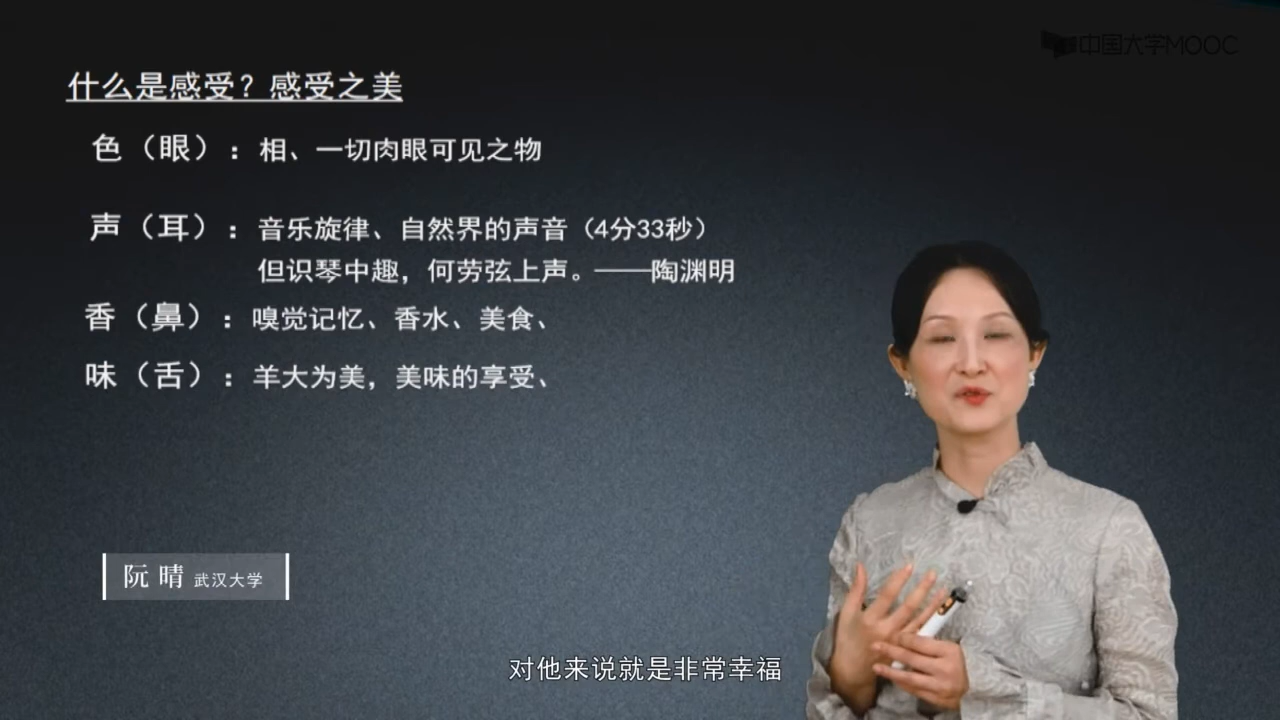 中国大学MOOC
什么是感受？感受之美
色（眼）：相、一切肉眼可见之物
声（耳）：音乐旋律、自然界的声音（4分33秒）
但识琴中趣，何劳弦上声。——陶渊明
香（鼻）：嗅觉记忆、香水、美食、
味（舌）：羊大为美，美味的享受、
阮晴 武汉大学
对他来说就是非常幸福